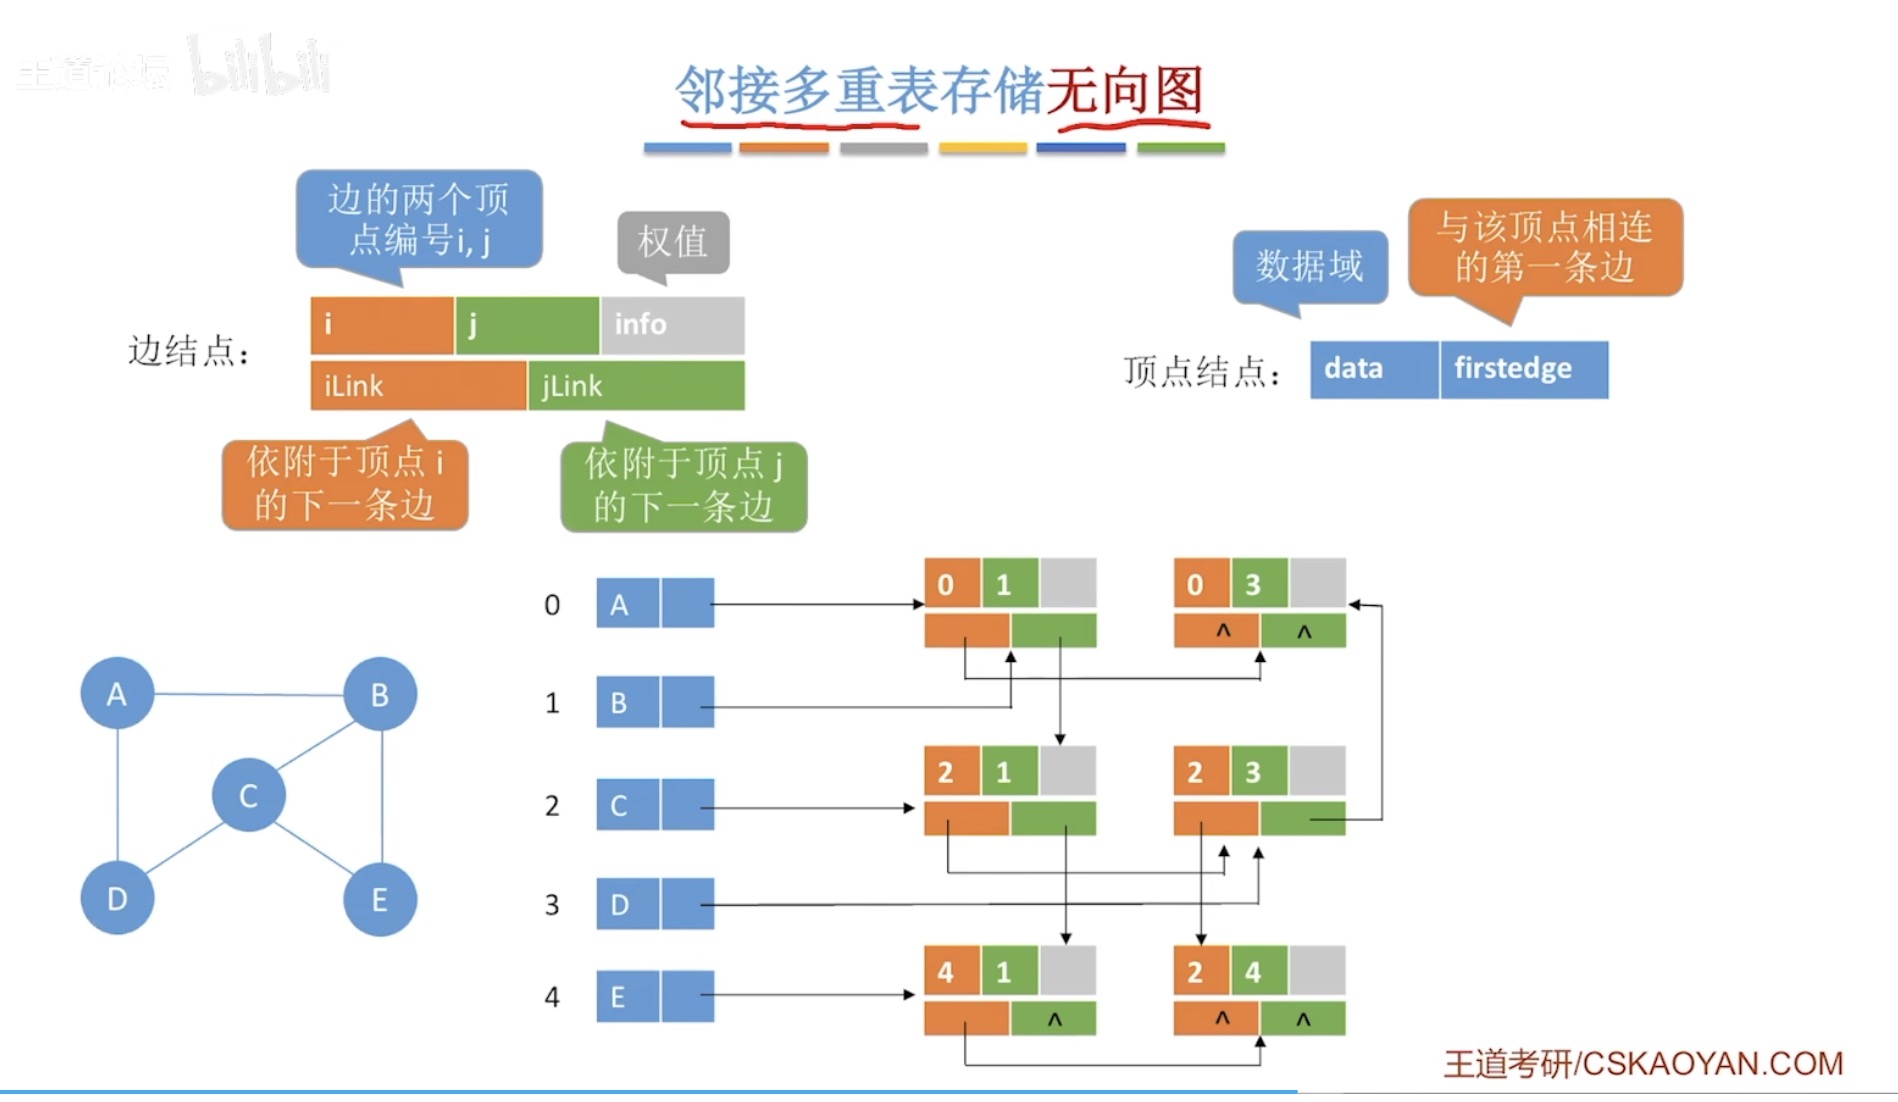 王道论坛 bilibili
邻接多重表存储无向图
边的两个顶
点编号i, j
权值
数据域
与该顶点相连
的第一条边
边结点：
i j info
iLink jLink
顶点结点：
data firstedge
依附于顶点 i
的下一条边
依附于顶点 j
的下一条边
0 A
0 1
0 3
^ ^
1 B
2 C
2 1
2 3
3 D
4 E
4 1
^
2 4
^ ^
A B
C
D E
王道考研/CSKAOYAN.COM